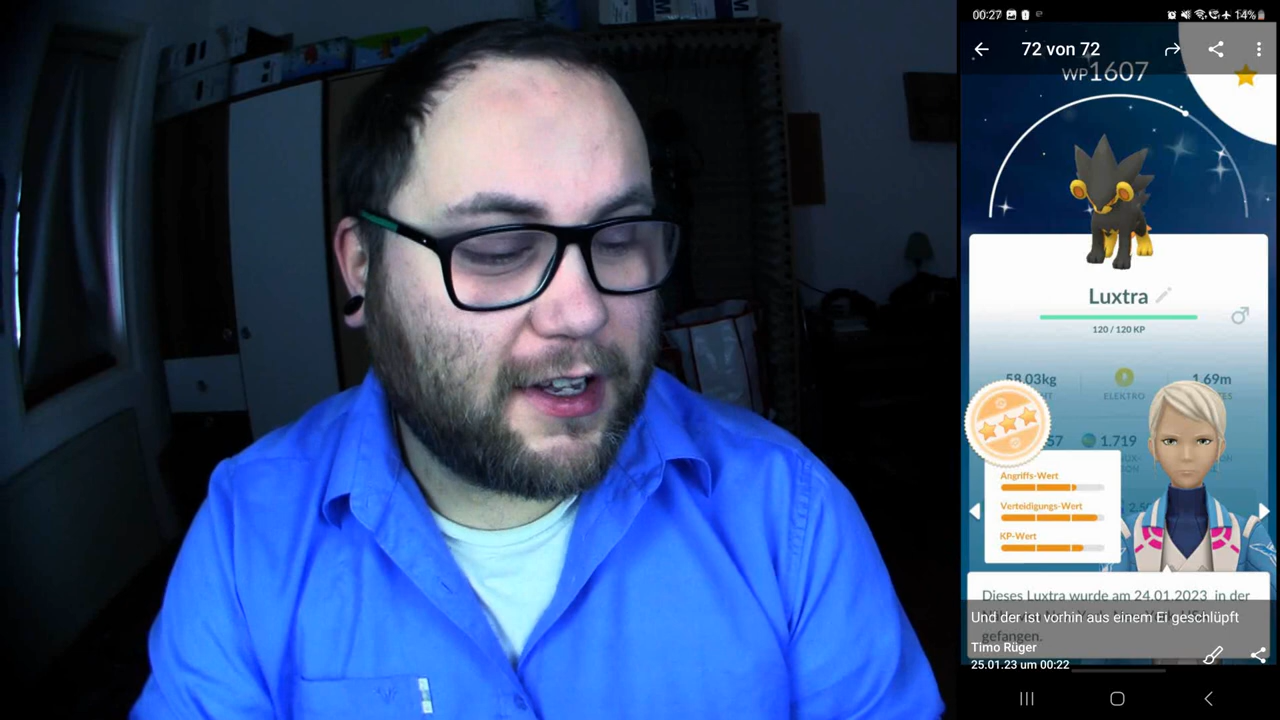 00:27
14%
72 von 72
WP1607
Luxtra
120 / 120 KP
58.03kg
1.69m
ELEKTRO
57
1.719
Angriffs-Wert
Verteidigungs-Wert
KP-Wert
Dieses Luxtra wurde am 24.01.2023 in der
gefangen.
Und der ist vorhin aus einem Ei geschlüpft
Timo Rüger
25.01.23 um 00:22